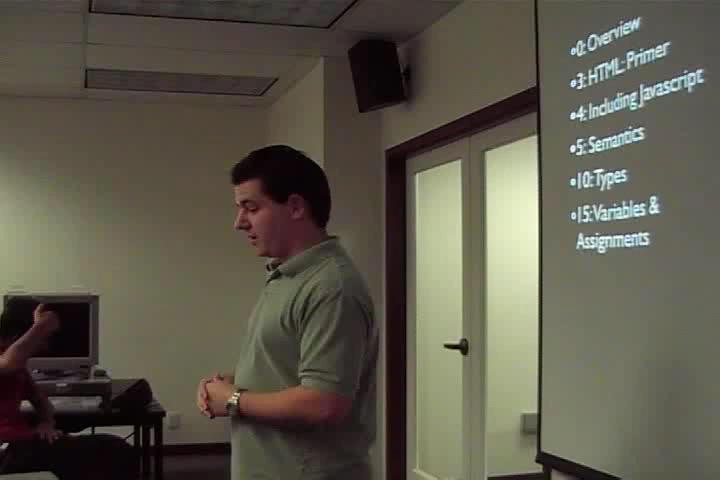 •0: Overview
•3: HTML: Primer
•4: Including Javascript
•5: Semantics
•10: Types
•15: Variables &
Assignments